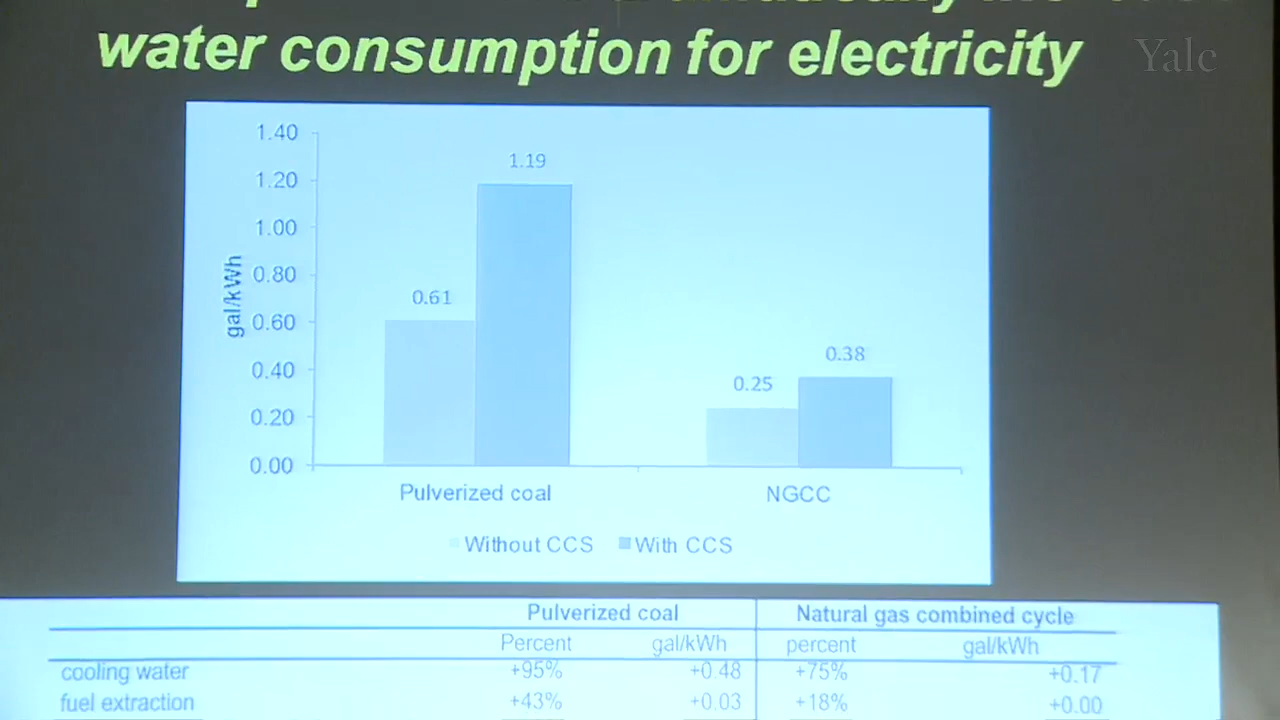 water consumption for electricity
Yale
1.40
1.20
1.00
0.80
0.60
0.40
0.20
0.00
gal/kWh
0.61
1.19
0.25
0.38
Pulverized coal
NGCC
Without CCS With CCS
Pulverized coal Natural gas combined cycle
Percent gal/kWh percent gal/kWh
cooling water +95% +0.48 +75% +0.17
fuel extraction +43% +0.03 +18% +0.00